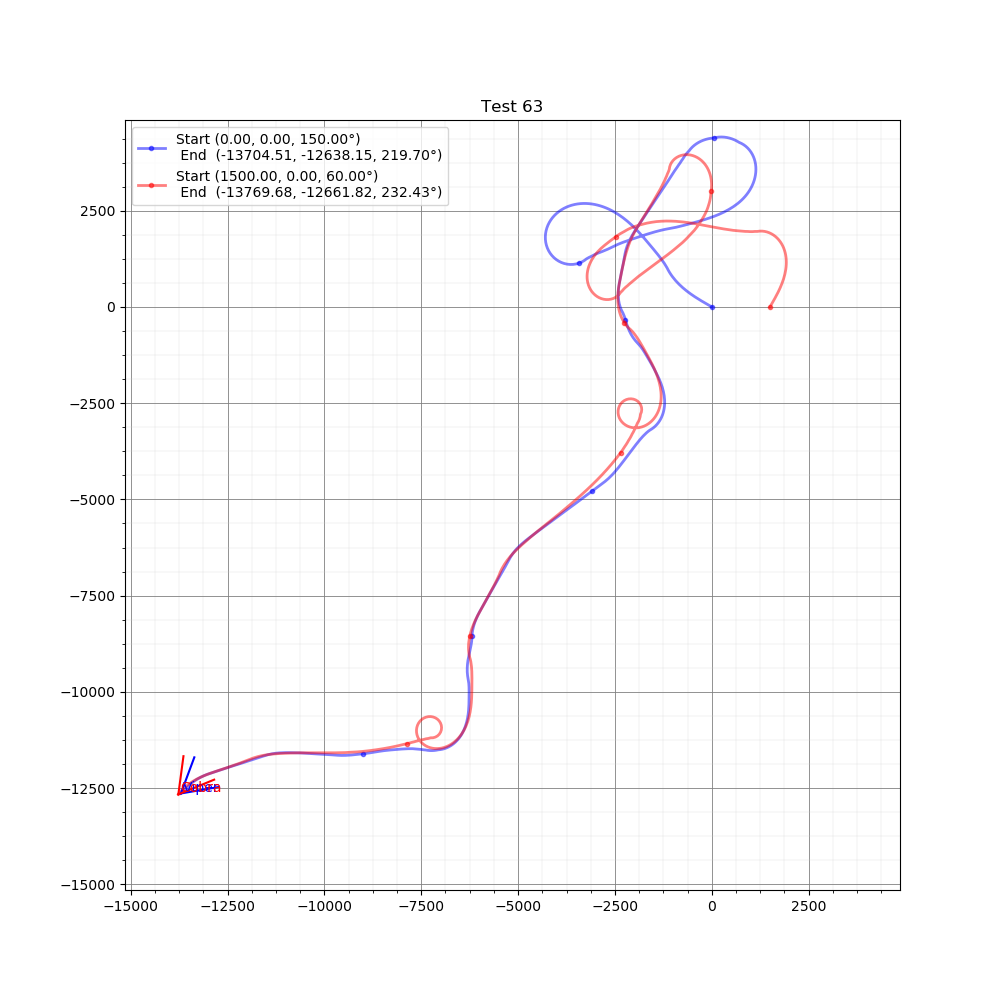 Test 63
Start (0.00, 0.00, 150.00°)
End (-13704.51, -12638.15, 219.70°)
Start (1500.00, 0.00, 60.00°)
End (-13769.68, -12661.82, 232.43°)
2500
0
−2500
−5000
−7500
−10000
−12500
−15000
−15000 −12500 −10000 −7500 −5000 −2500 0 2500